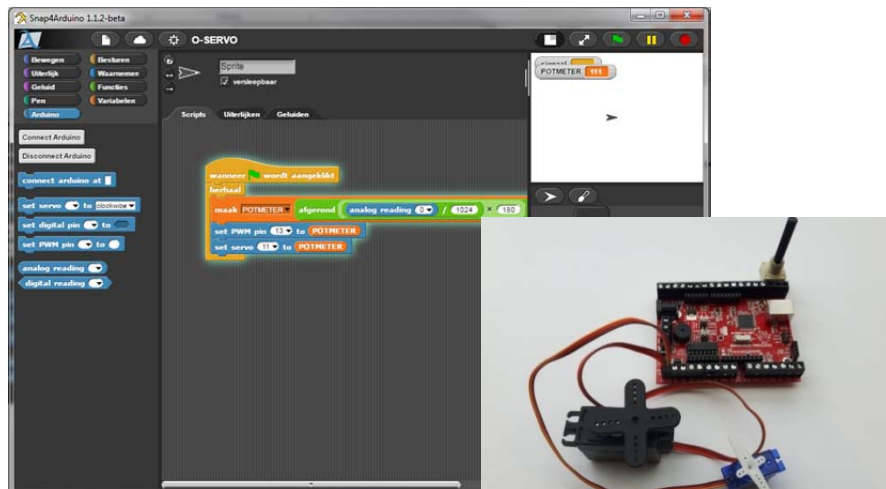 Snap4Arduino 1.1.2-beta
O-SERVO
Bewegen Besturen
Uiterlijk Waarnemen
Geluid Functies
Pen Variabelen
Arduino
Sprite
versleepbaar
Scripts Uiterlijken Geluiden
POTMETER 111
Connect Arduino
Disconnect Arduino
connect arduino at
set servo to clockwise
set digital pin to
set PWM pin to
analog reading
digital reading
wanneer wordt aangeklikt
herhaal
maak POTMETER afgerond analog reading 0 / 1024 × 180
set PWM pin 13 to POTMETER
set servo 11 to POTMETER